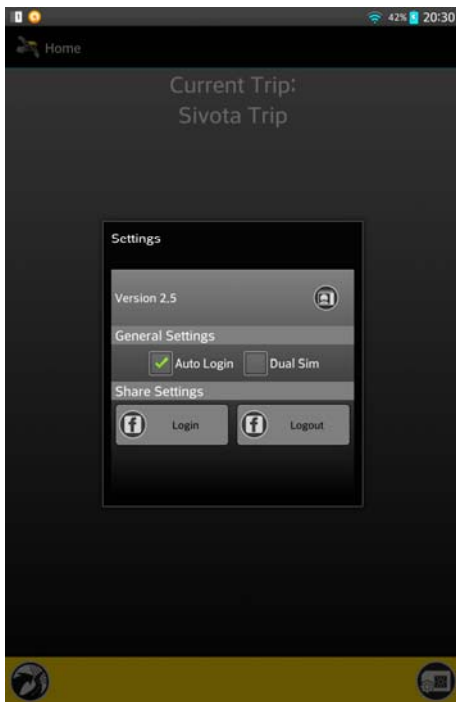 42% 20:30
Home
Current Trip:
Sivota Trip
Settings
Version 2.5
General Settings
Auto Login Dual Sim
Share Settings
f Login f Logout